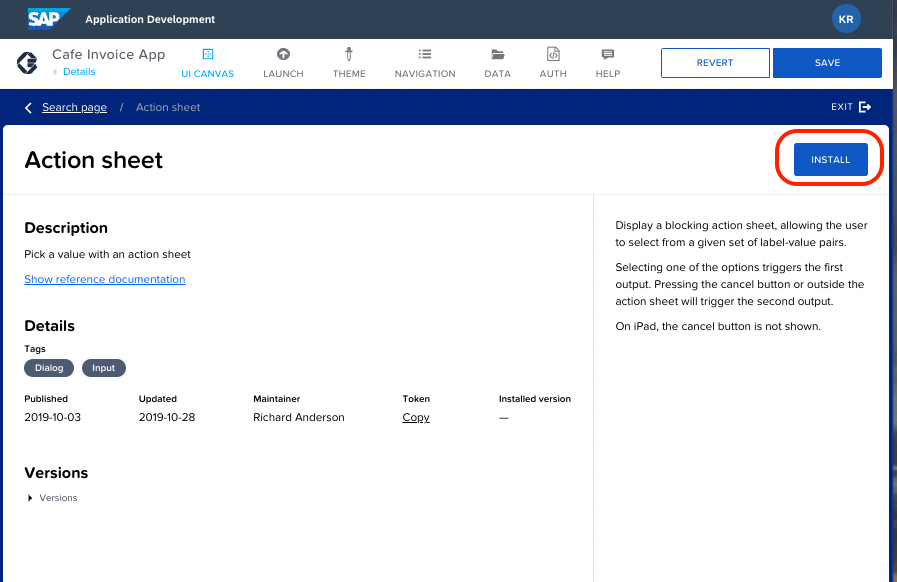 SAP Application Development KR
Cafe Invoice App
Details
UI CANVAS LAUNCH THEME NAVIGATION DATA AUTH HELP REVERT SAVE
Search page / Action sheet EXIT
Action sheet INSTALL
Description
Pick a value with an action sheet
Show reference documentation
Details
Tags
Dialog Input
Published Updated Maintainer Token Installed version
2019-10-03 2019-10-28 Richard Anderson Copy —
Versions
Versions
Display a blocking action sheet, allowing the user
to select from a given set of label-value pairs.
Selecting one of the options triggers the first
output. Pressing the cancel button or outside the
action sheet will trigger the second output.
On iPad, the cancel button is not shown.